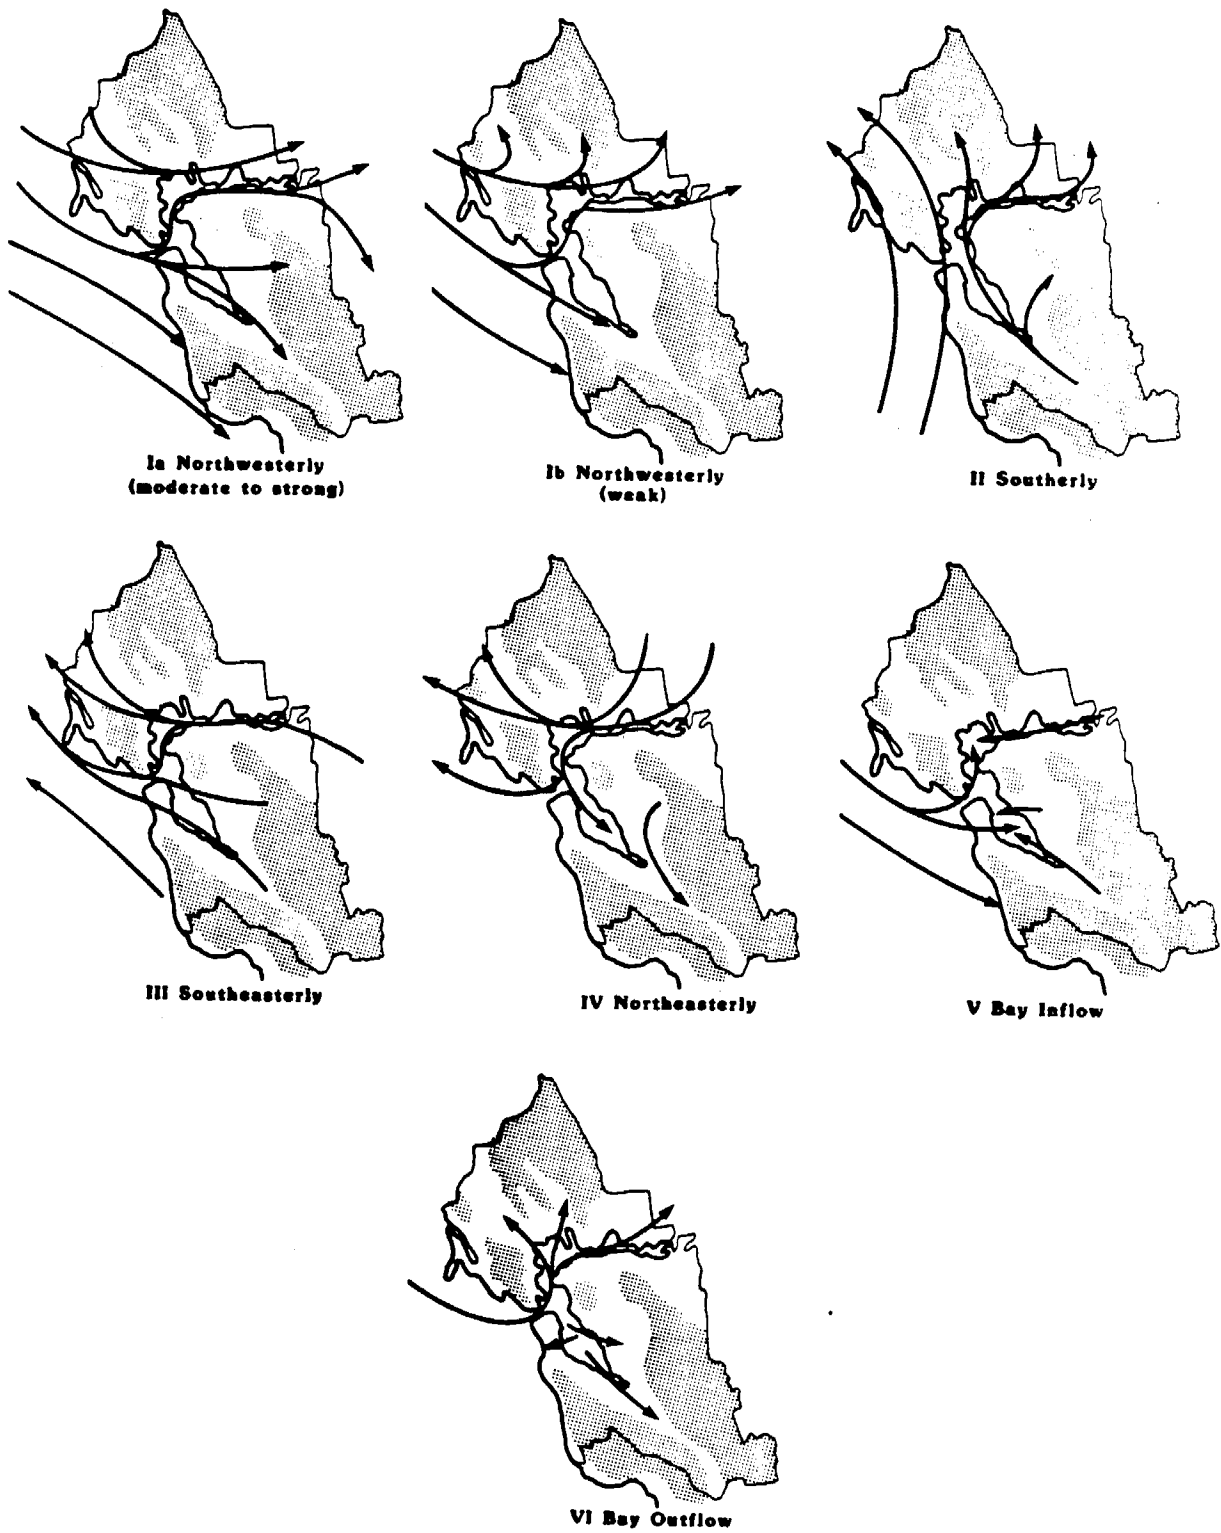 Ia Northwesterly
(moderate to strong)
Ib Northwesterly
(weak)
II Southerly
III Southeasterly
IV Northeasterly
V Bay Inflow
VI Bay Outflow